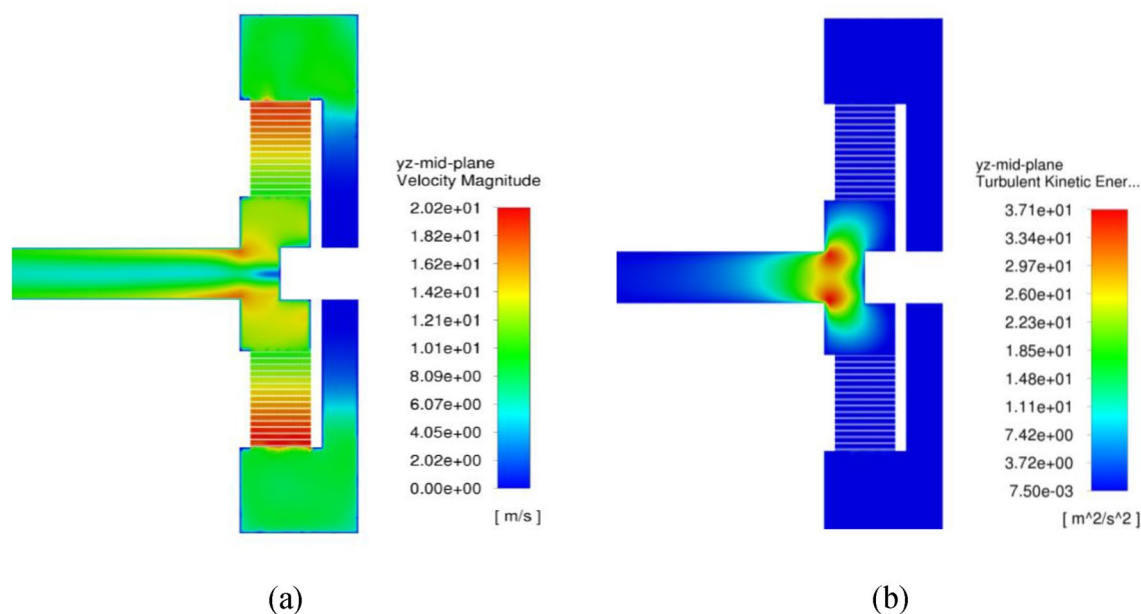 yz-mid-plane
Velocity Magnitude
2.02e+01
1.82e+01
1.62e+01
1.42e+01
1.21e+01
1.01e+01
8.09e+00
6.07e+00
4.05e+00
2.02e+00
0.00e+00
[ m/s ]
(a)
yz-mid-plane
Turbulent Kinetic Ener...
3.71e+01
3.34e+01
2.97e+01
2.60e+01
2.23e+01
1.85e+01
1.48e+01
1.11e+01
7.42e+00
3.72e+00
7.50e-03
[ m^2/s^2 ]
(b)